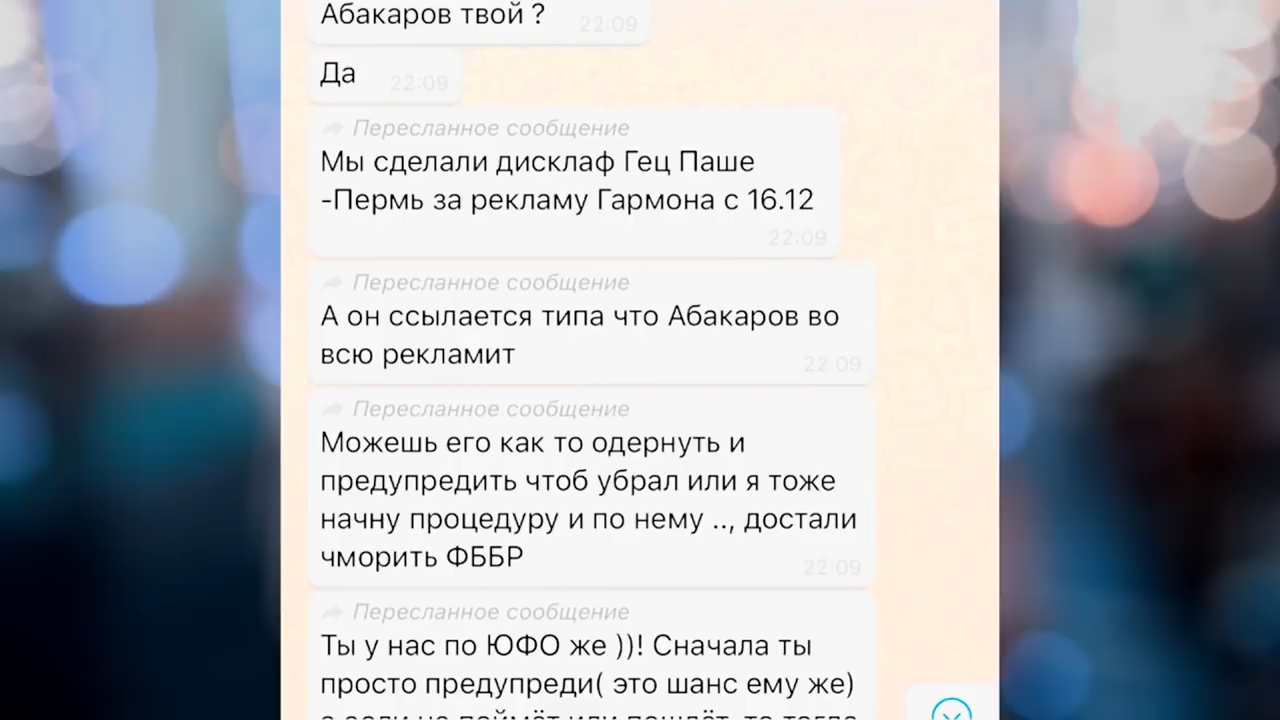 Абакаров твой ?
22:09
Да
22:09
Пересланное сообщение
Мы сделали дисклаф Гец Паше
-Пермь за рекламу Гармона с 16.12
22:09
Пересланное сообщение
А он ссылается типа что Абакаров во
всю рекламит
22:09
Пересланное сообщение
Можешь его как то одернуть и
предупредить чтоб убрал или я тоже
начну процедуру и по нему .., достали
чморить ФББР
22:09
Пересланное сообщение
Ты у нас по ЮФО же ))! Сначала ты
просто предупреди( это шанс ему же)